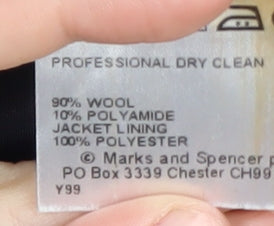 PROFESSIONAL DRY CLEAN
90% WOOL
10% POLYAMIDE
JACKET LINING
100% POLYESTER
© Marks and Spencer p
PO Box 3339 Chester CH99
Y99